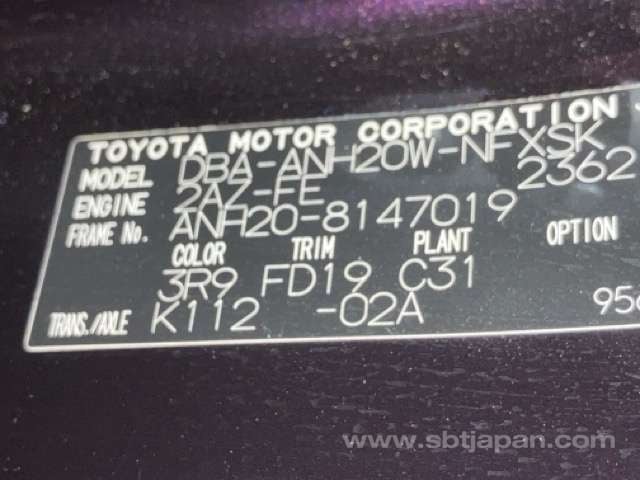 TOYOTA MOTOR CORPORATION
MODEL DBA-ANH20W-NFXSK
ENGINE 2AZ-FE 2362
FRAME No. ANH20-8147019
COLOR TRIM PLANT OPTION
3R9 FD19 C31
TRANS./AXLE K112 -02A 950
www.sbtjapan.com